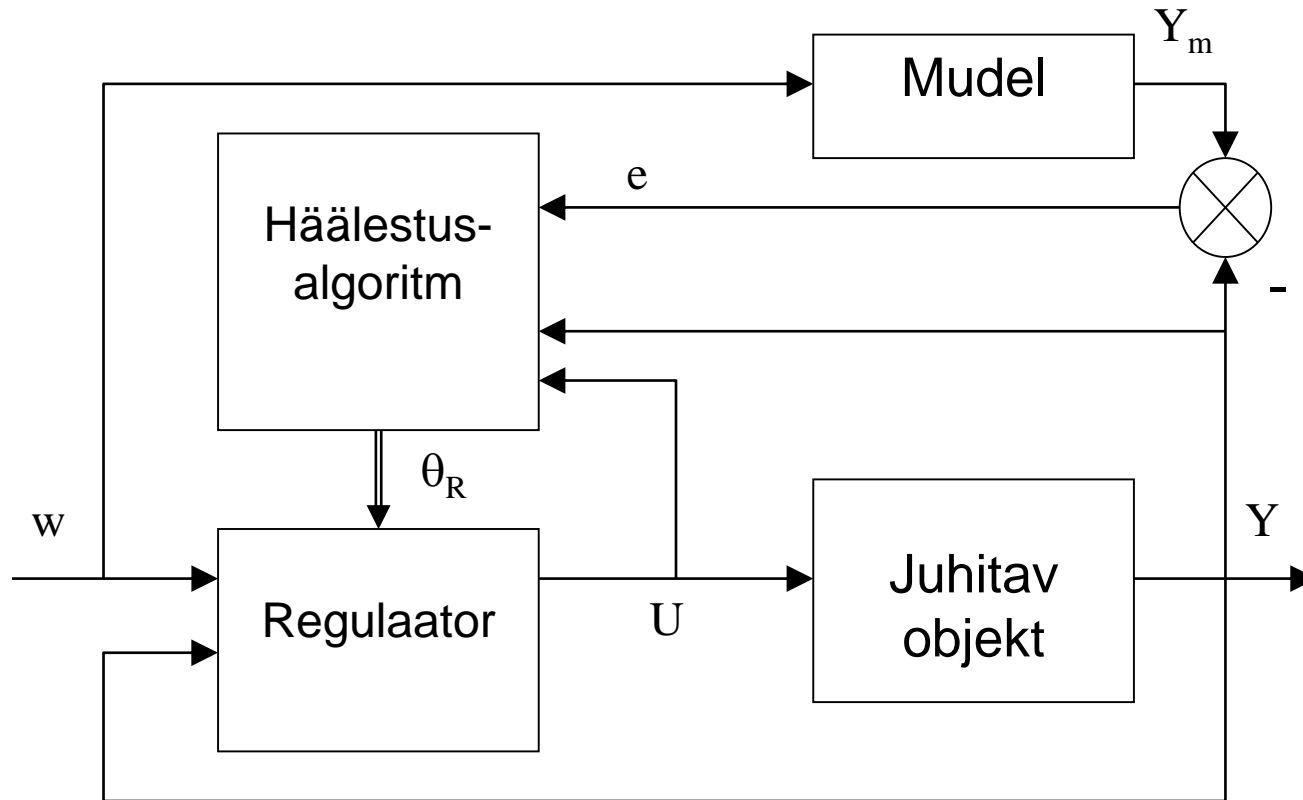 Y_m
Mudel
e
Häälestus-
algoritm
-
θ_R
w
Y
Juhitav
objekt
Regulaator
U